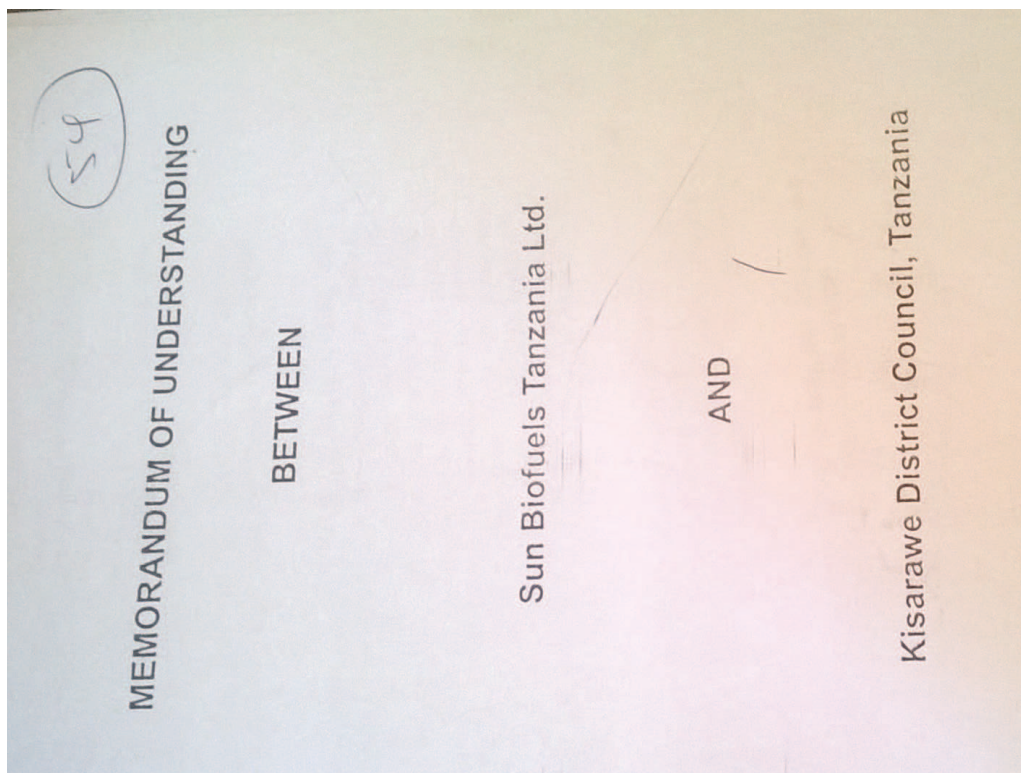 54
MEMORANDUM OF UNDERSTANDING
BETWEEN
Sun Biofuels Tanzania Ltd.
AND
Kisarawe District Council, Tanzania